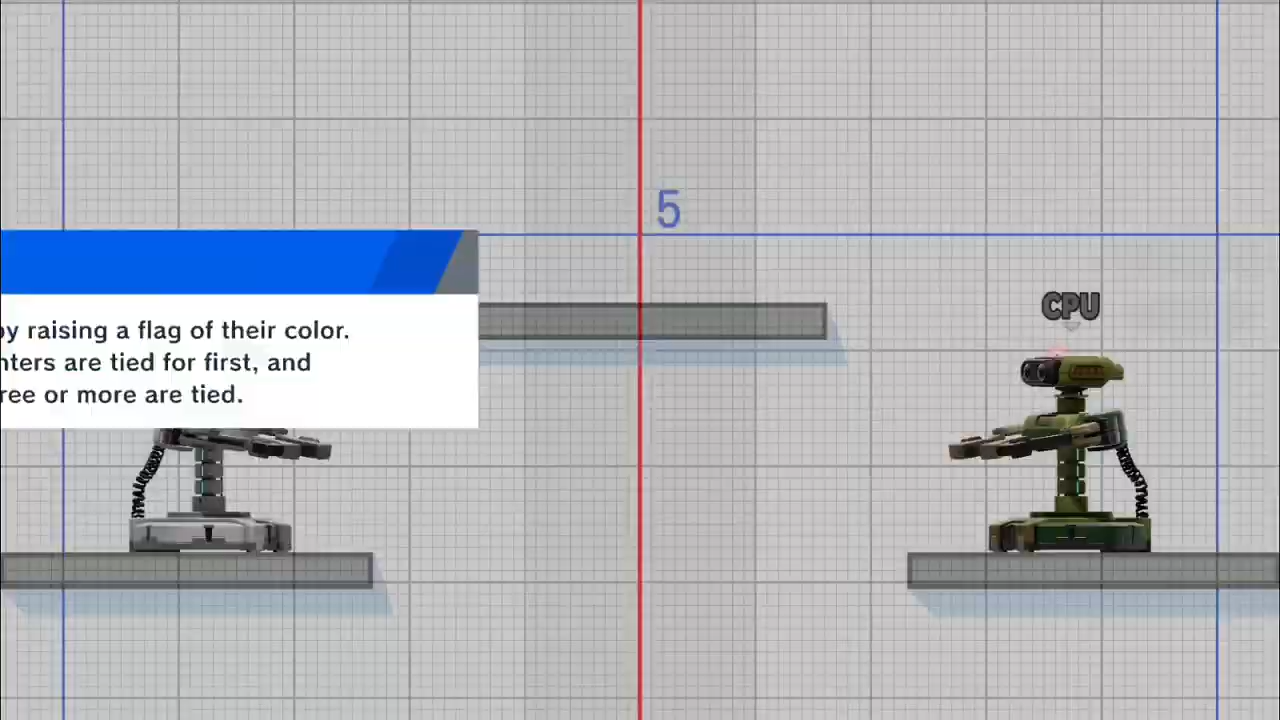 5
CPU
by raising a flag of their color.
nters are tied for first, and
ree or more are tied.